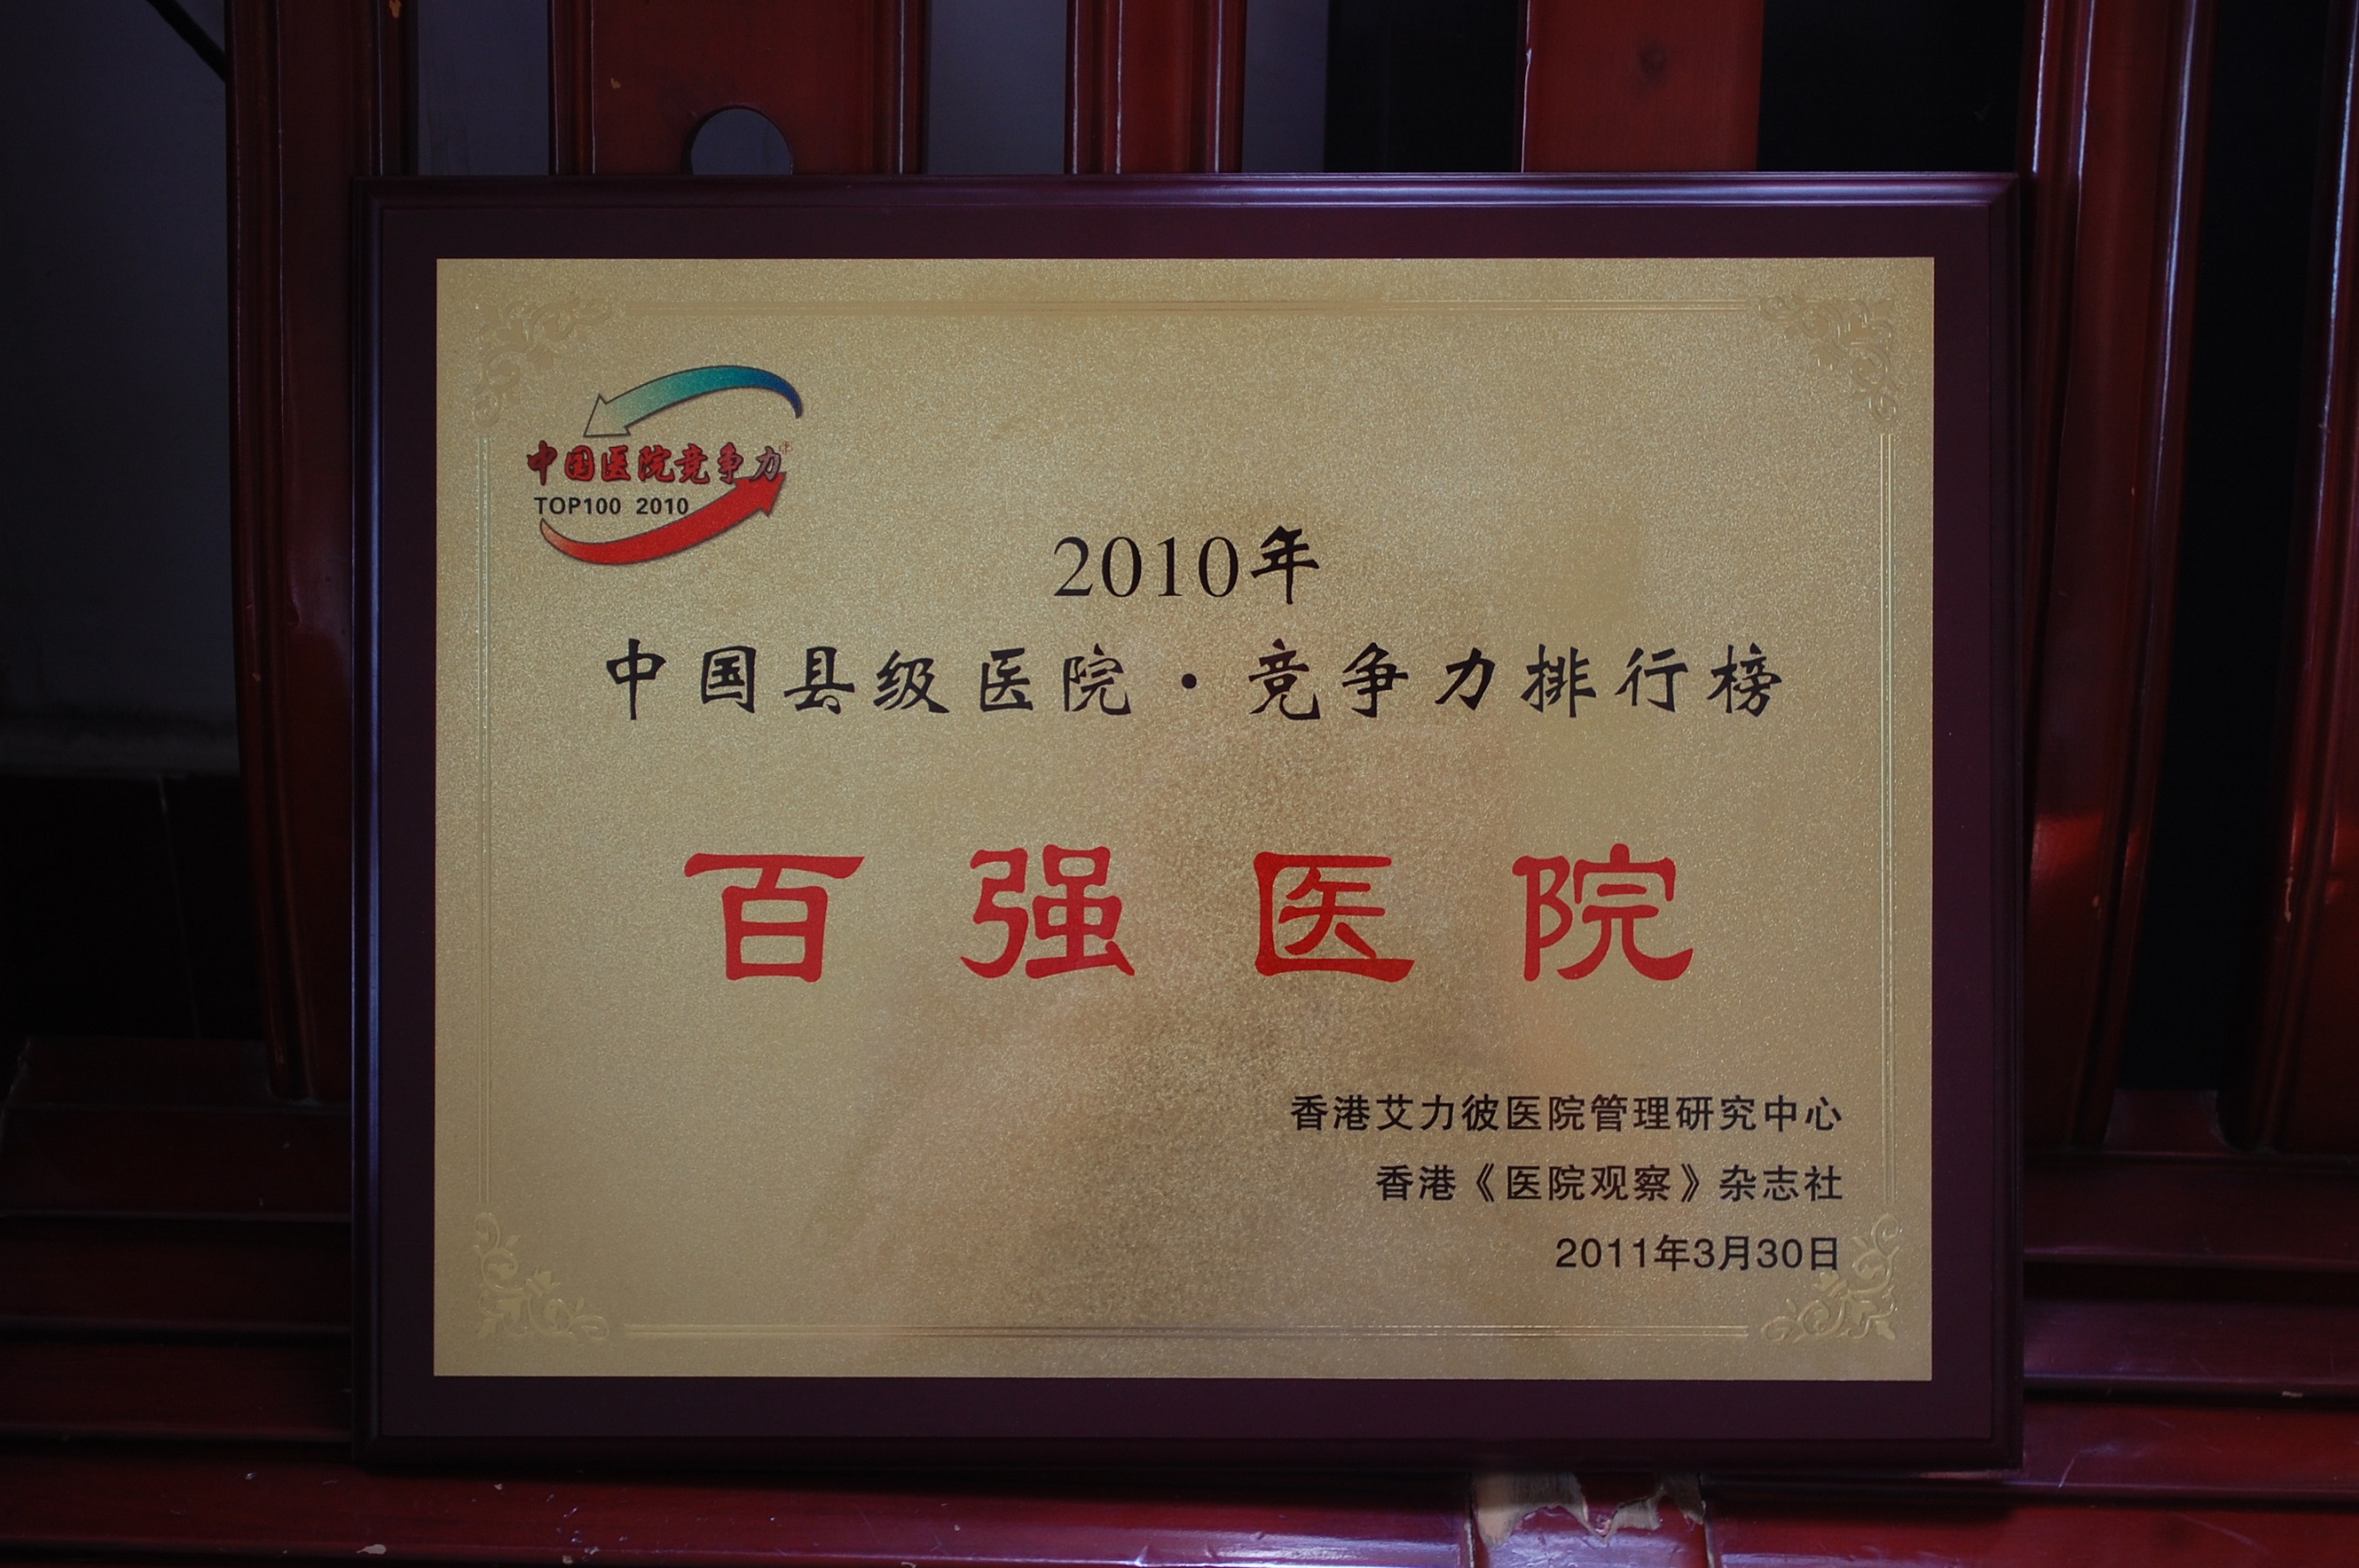 中国医院竞争力
TOP100 2010
2010年
中国县级医院·竞争力排行榜
百强医院
香港艾力彼医院管理研究中心
香港《医院观察》杂志社
2011年3月30日